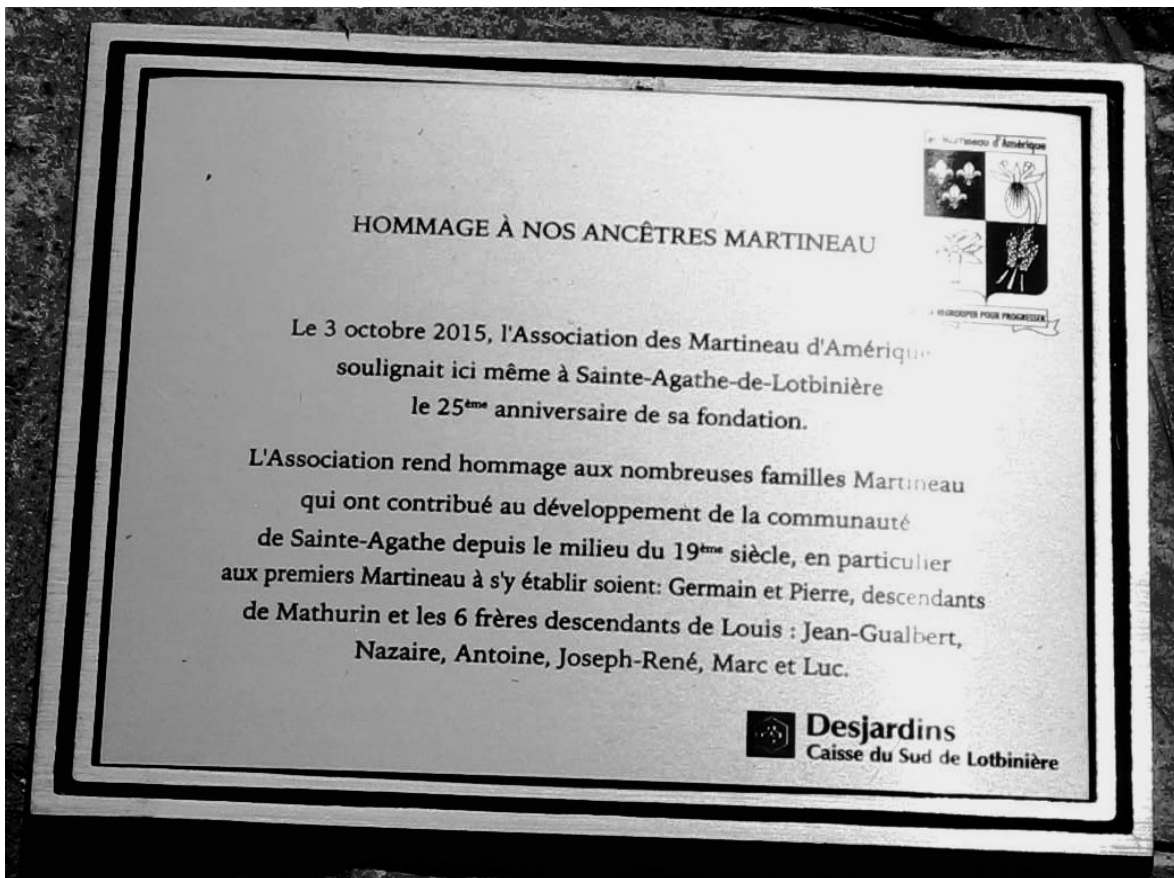 Martineau d'Amérique
HOMMAGE À NOS ANCÊTRES MARTINEAU
REGROUPER POUR PROGRESSER
Le 3 octobre 2015, l'Association des Martineau d'Amérique
soulignait ici même à Sainte-Agathe-de-Lotbinière
le 25ème anniversaire de sa fondation.
L'Association rend hommage aux nombreuses familles Martineau
qui ont contribué au développement de la communauté
de Sainte-Agathe depuis le milieu du 19ème siècle, en particulier
aux premiers Martineau à s'y établir soient: Germain et Pierre, descendants
de Mathurin et les 6 frères descendants de Louis : Jean-Gualbert,
Nazaire, Antoine, Joseph-René, Marc et Luc.
Desjardins
Caisse du Sud de Lotbinière